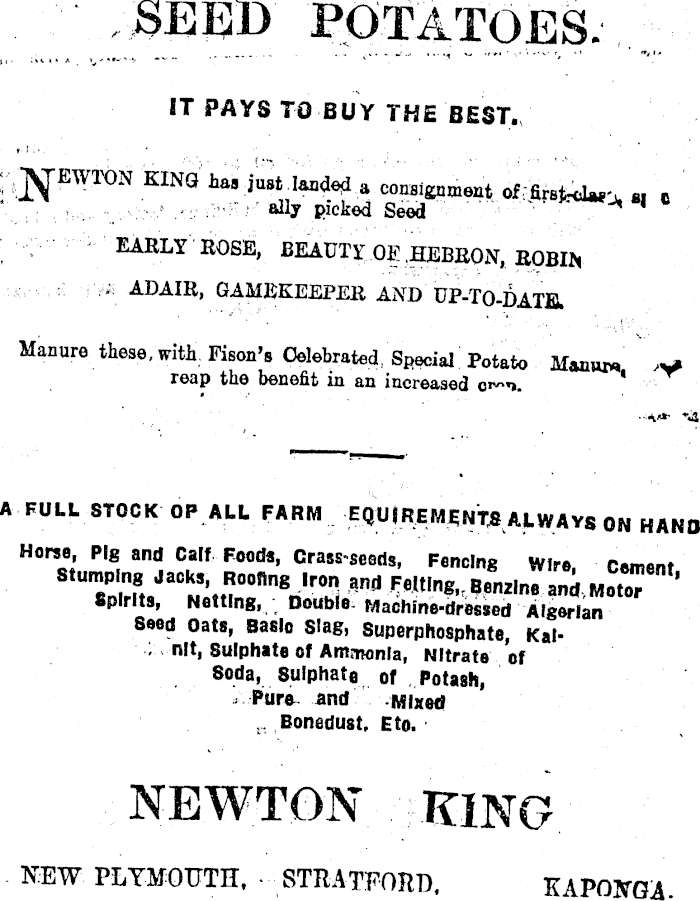 SEED POTATOES.
IT PAYS TO BUY THE BEST.
NEWTON KING has just landed a consignment of first-class,
ally picked Seed
EARLY ROSE, BEAUTY OF HEBRON, ROBIN
ADAIR, GAMEKEEPER AND UP-TO-DATE.
Manure these, with Fison's Celebrated Special Potato Manure,
reap the benefit in an increased crop.
A FULL STOCK OF ALL FARM EQUIREMENTS ALWAYS ON HAND
Horse, Pig and Calf Foods, Crass-seeds, Fencing Wire, Cement,
Stumping Jacks, Roofing Iron and Felting, Benzine and Motor
Spirits, Netting, Double Machine-dressed Algerian
Seed Oats, Basic Slag, Superphosphate, Kai-
nit, Sulphate of Ammonia, Nitrate of
Soda, Sulphate of Potash,
Pure and Mixed
Bonedust, Etc.
NEWTON KING
NEW PLYMOUTH, STRATFORD, KAPONGA.